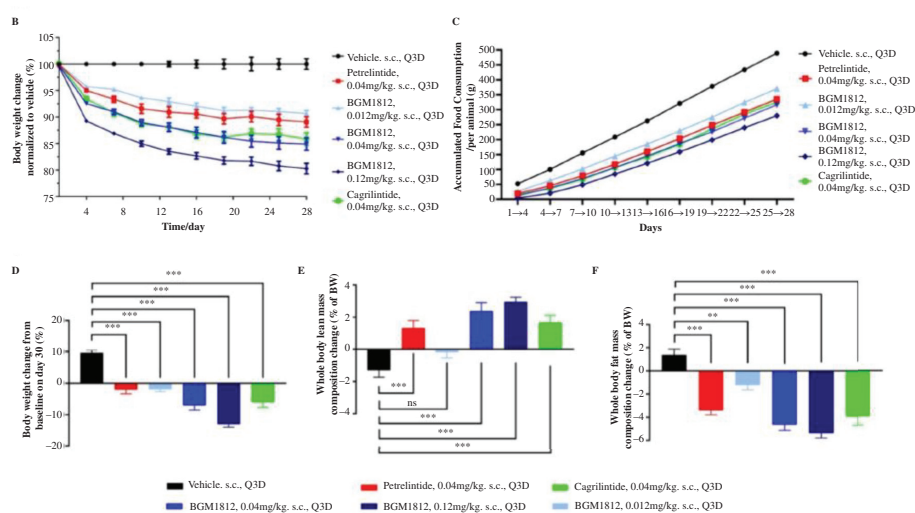 B
Body weight change
normalized to vehicle (%)
105
100
95
90
85
80
75
4
8
12
16
20
24
28
Time/day
Vehicle. s.c., Q3D
Petrelintide,
0.04mg/kg. s.c., Q3D
BGM1812,
0.012mg/kg. s.c., Q3D
BGM1812,
0.04mg/kg. s.c., Q3D
BGM1812,
0.12mg/kg. s.c., Q3D
Cagrilintide,
0.04mg/kg. s.c., Q3D
C
Accumulated Food Consumption
/per animal (g)
500
450
400
350
300
250
200
150
100
50
0
1→4 4→7 7→10 10→13 13→16 16→19 19→22 22→25 25→28
Days
Vehicle. s.c., Q3D
Petrelintide,
0.04mg/kg. s.c., Q3D
BGM1812,
0.012mg/kg. s.c., Q3D
BGM1812,
0.04mg/kg. s.c., Q3D
BGM1812,
0.12mg/kg. s.c., Q3D
Cagrilintide,
0.04mg/kg. s.c., Q3D
D
Body weight change from
baseline on day 30 (%)
20
10
0
−10
−20
***
***
***
***
***
E
Whole body lean mass
composition change (% of BW)
4
2
0
−2
−4
***
ns
***
***
***
F
Whole body fat mass
composition change (% of BW)
4
2
0
−2
−4
−6
***
***
***
**
***
Vehicle. s.c., Q3D
Petrelintide, 0.04mg/kg. s.c., Q3D
Cagrilintide, 0.04mg/kg. s.c., Q3D
BGM1812, 0.04mg/kg. s.c., Q3D
BGM1812, 0.12mg/kg. s.c., Q3D
BGM1812, 0.012mg/kg. s.c., Q3D